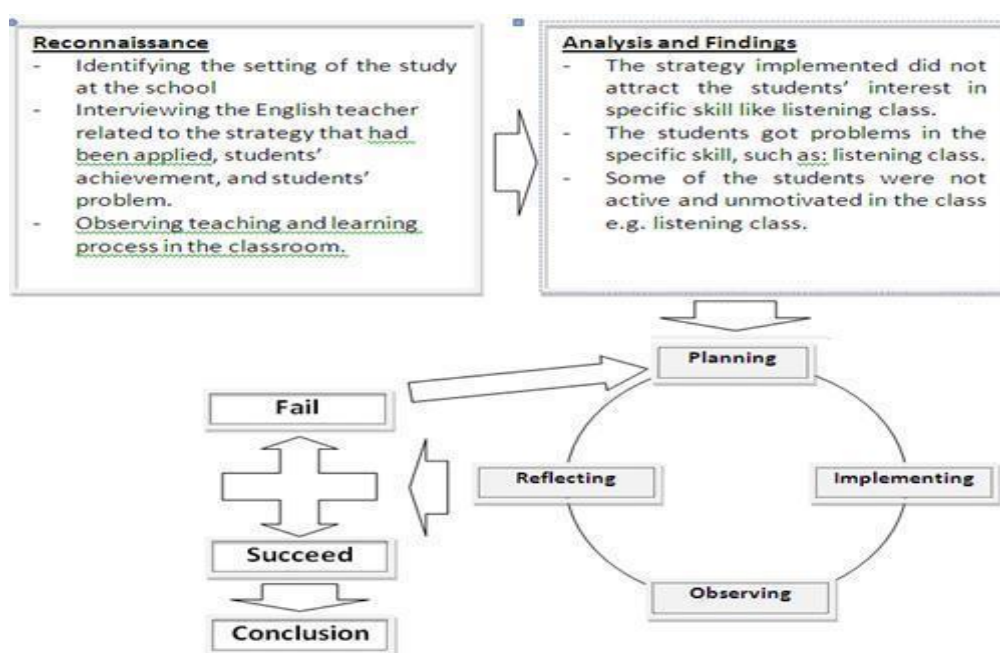 Reconnaissance
- Identifying the setting of the study
at the school
- Interviewing the English teacher
related to the strategy that had
been applied, students’
achievement, and students’
problem.
- Observing teaching and learning
process in the classroom.
Analysis and Findings
- The strategy implemented did not
attract the students’ interest in
specific skill like listening class.
- The students got problems in the
specific skill, such as: listening class.
- Some of the students were not
active and unmotivated in the class
e.g. listening class.
Planning
Fail
Reflecting
Implementing
Succeed
Observing
Conclusion